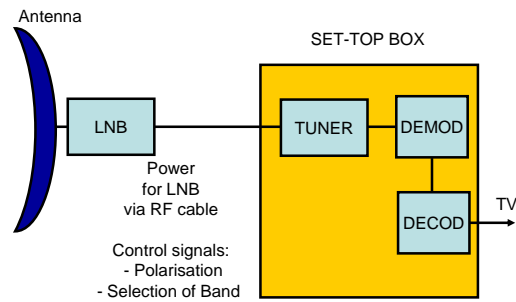 Antenna
SET-TOP BOX
LNB
TUNER
DEMOD
Power
for LNB
via RF cable
DECOD
TV
Control signals:
- Polarisation
- Selection of Band